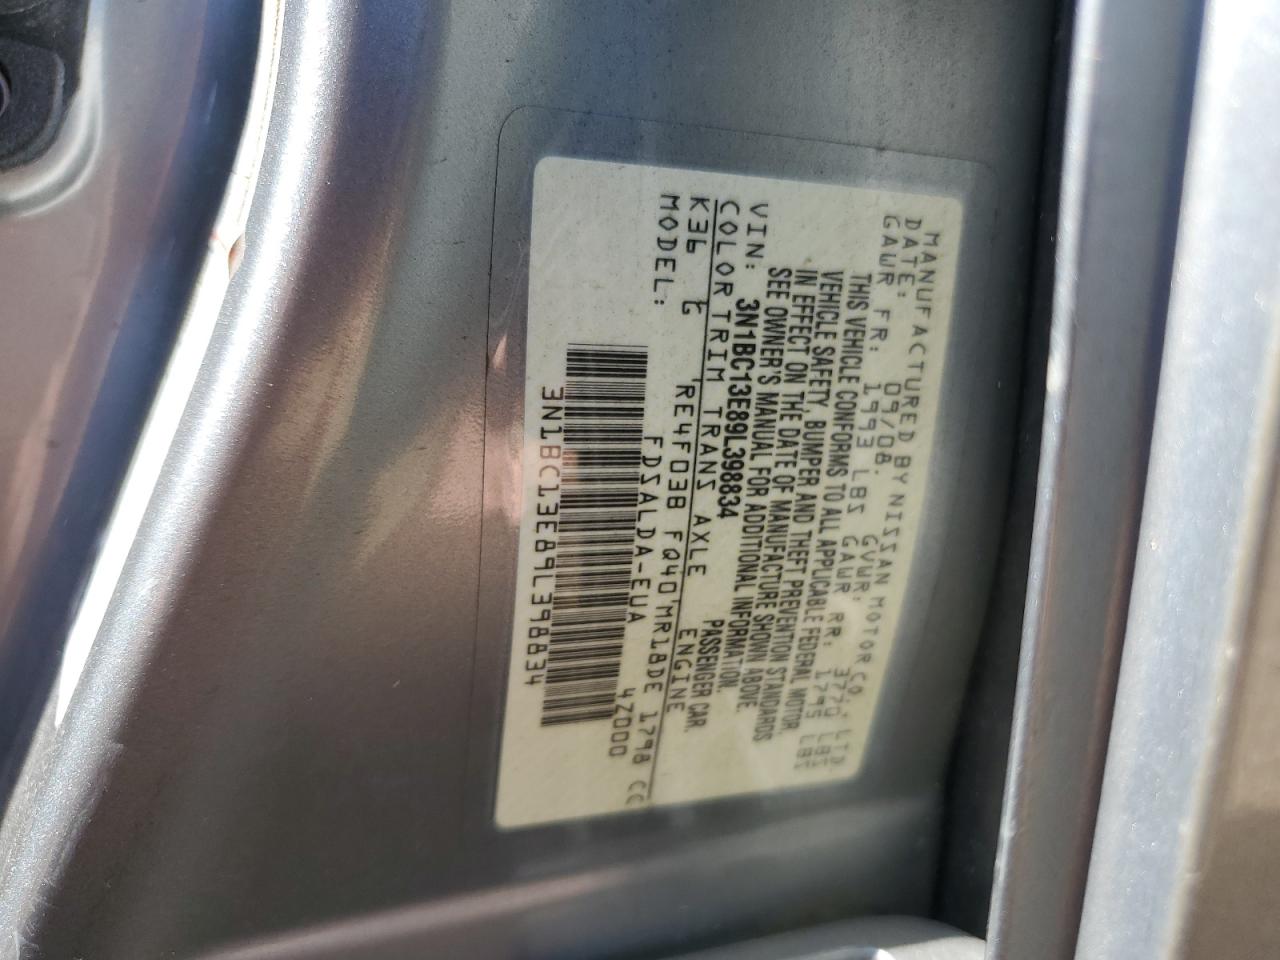 MANUFACTURED BY NISSAN MOTOR CO., LTD.
DATE: 09/08. GVWR: 3770 LBS
GAWR FR: 1993 LBS GAWR RR: 1795 LBS
THIS VEHICLE CONFORMS TO ALL APPLICABLE FEDERAL MOTOR
VEHICLE SAFETY, BUMPER AND THEFT PREVENTION STANDARDS
IN EFFECT ON THE DATE OF MANUFACTURE SHOWN ABOVE.
SEE OWNER'S MANUAL FOR ADDITIONAL INFORMATION.
VIN: 3N1BC13E89L398834 PASSENGER CAR.
COLOR TRIM TRANS AXLE ENGINE
K36 G RE4F03B FQ40 MR18DE 1798 CC
MODEL: FDSALDA-EUA 4Z000
3N1BC13E89L398834